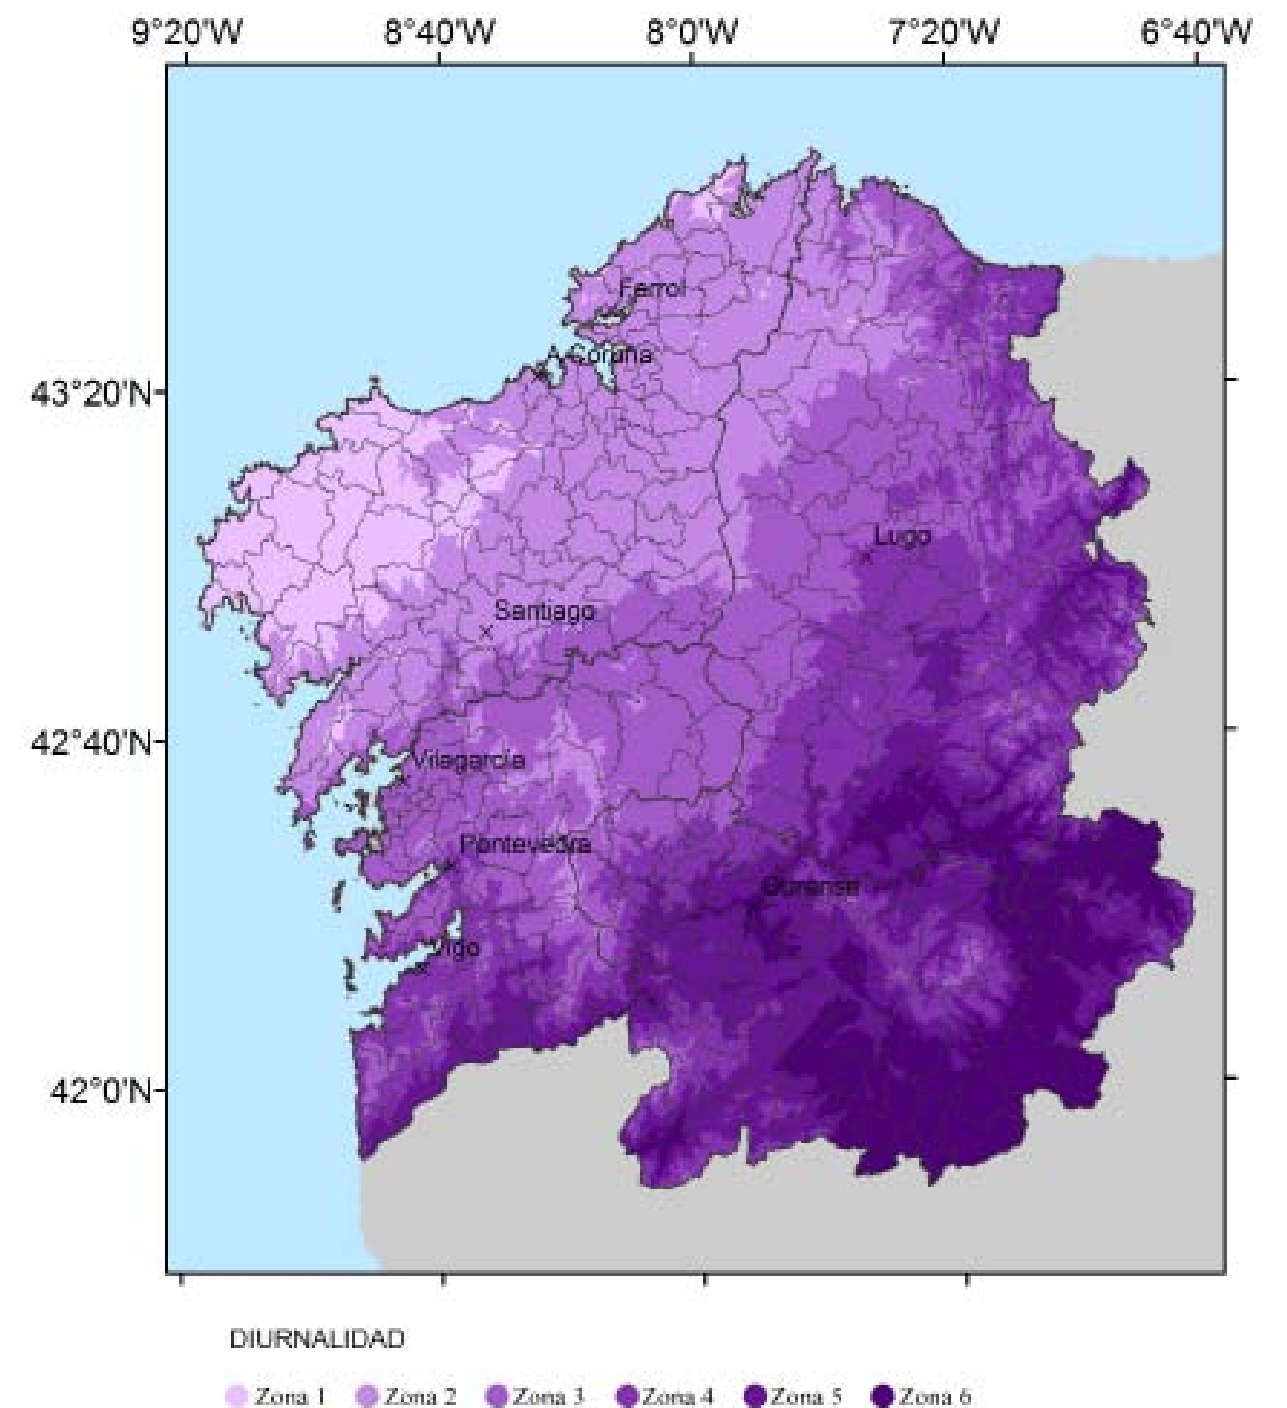 9°20'W 8°40'W 8°0'W 7°20'W 6°40'W
Ferrol
A Coruña
43°20'N
Lugo
Santiago
42°40'N
Vilagarcía
Pontevedra
Ourense
Vigo
42°0'N
DIURNALIDAD
Zona 1 Zona 2 Zona 3 Zona 4 Zona 5 Zona 6